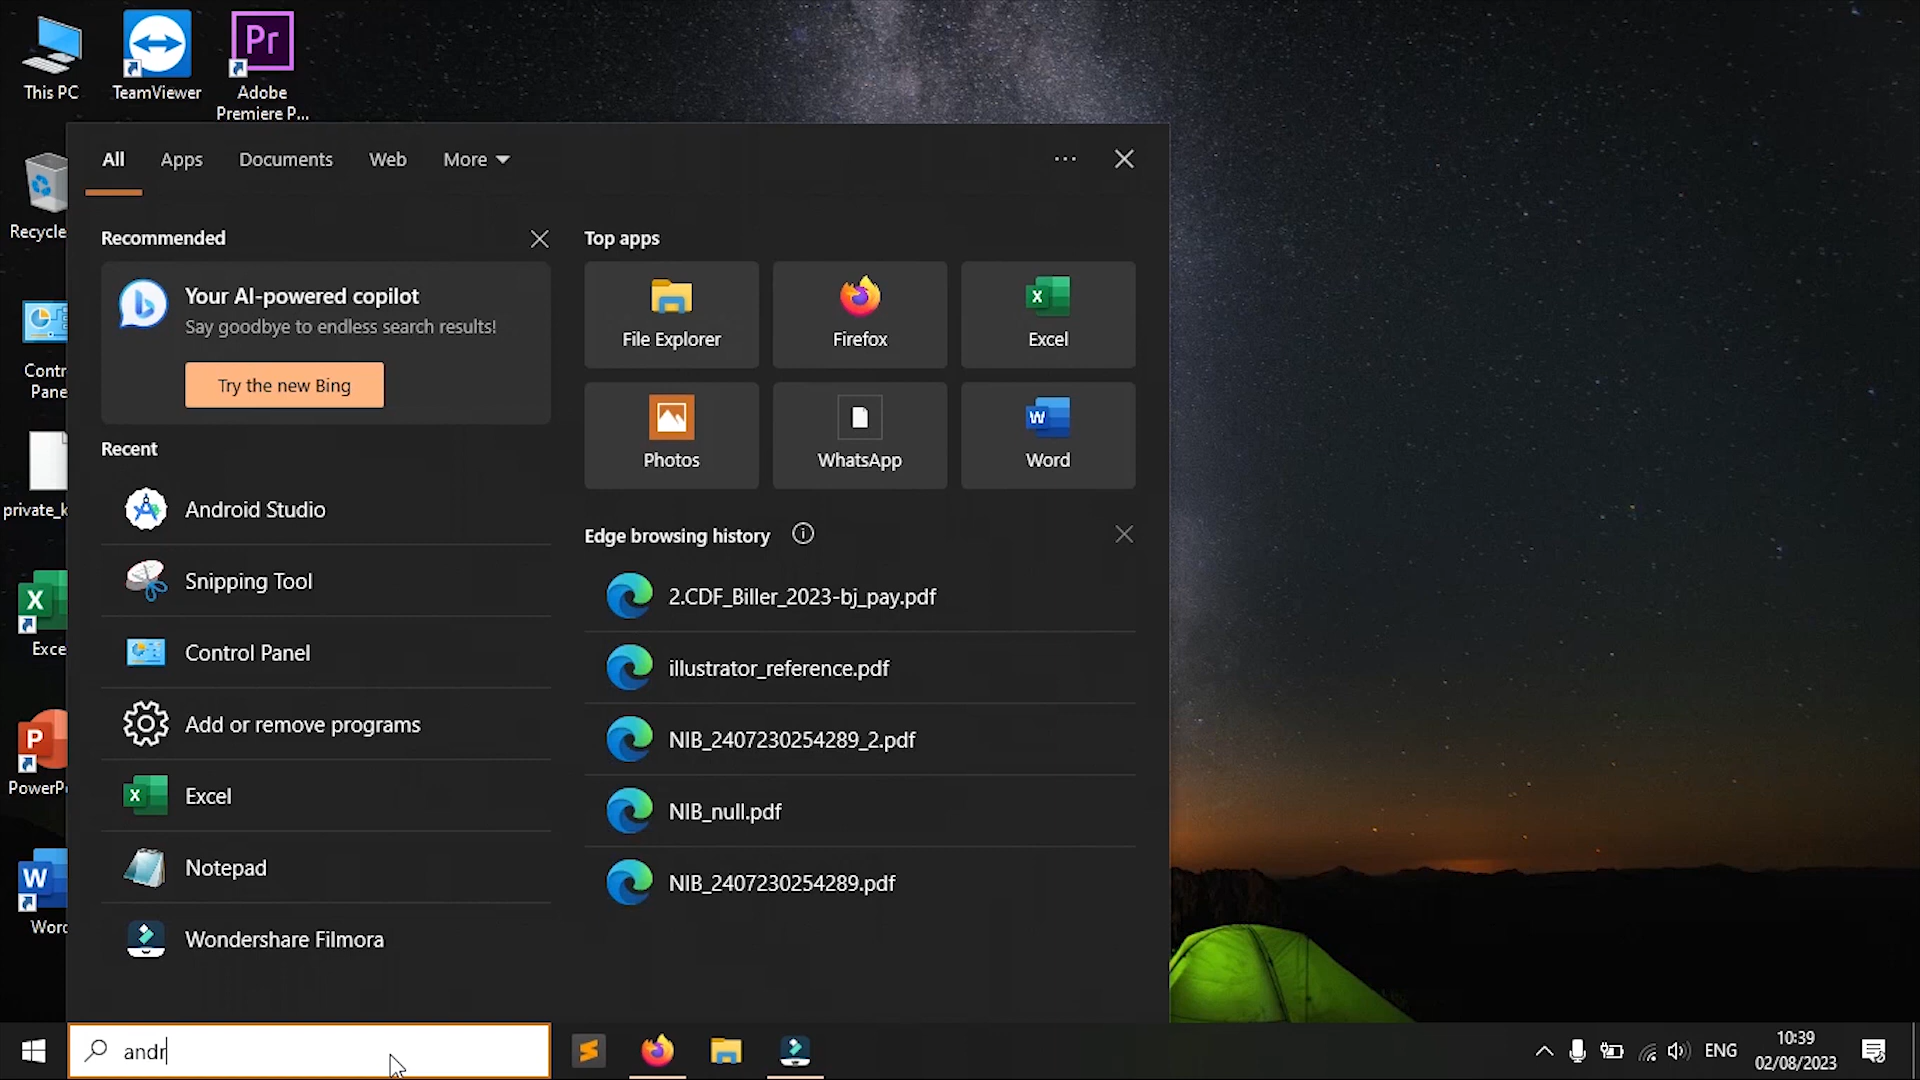 This PC
TeamViewer
Pr
Adobe
Premiere P...
Recycle
Contr
Pane
private_k
X
Exce
P
PowerPo
W
Word
All
Apps
Documents
Web
More
Recommended
Your AI-powered copilot
Say goodbye to endless search results!
Try the new Bing
Recent
Android Studio
Snipping Tool
Control Panel
Add or remove programs
X
Excel
Notepad
Wondershare Filmora
Top apps
File Explorer
Firefox
X
Excel
Photos
WhatsApp
W
Word
Edge browsing history
2.CDF_Biller_2023-bj_pay.pdf
illustrator_reference.pdf
NIB_2407230254289_2.pdf
NIB_null.pdf
NIB_2407230254289.pdf
andr
ENG
10:39
02/08/2023